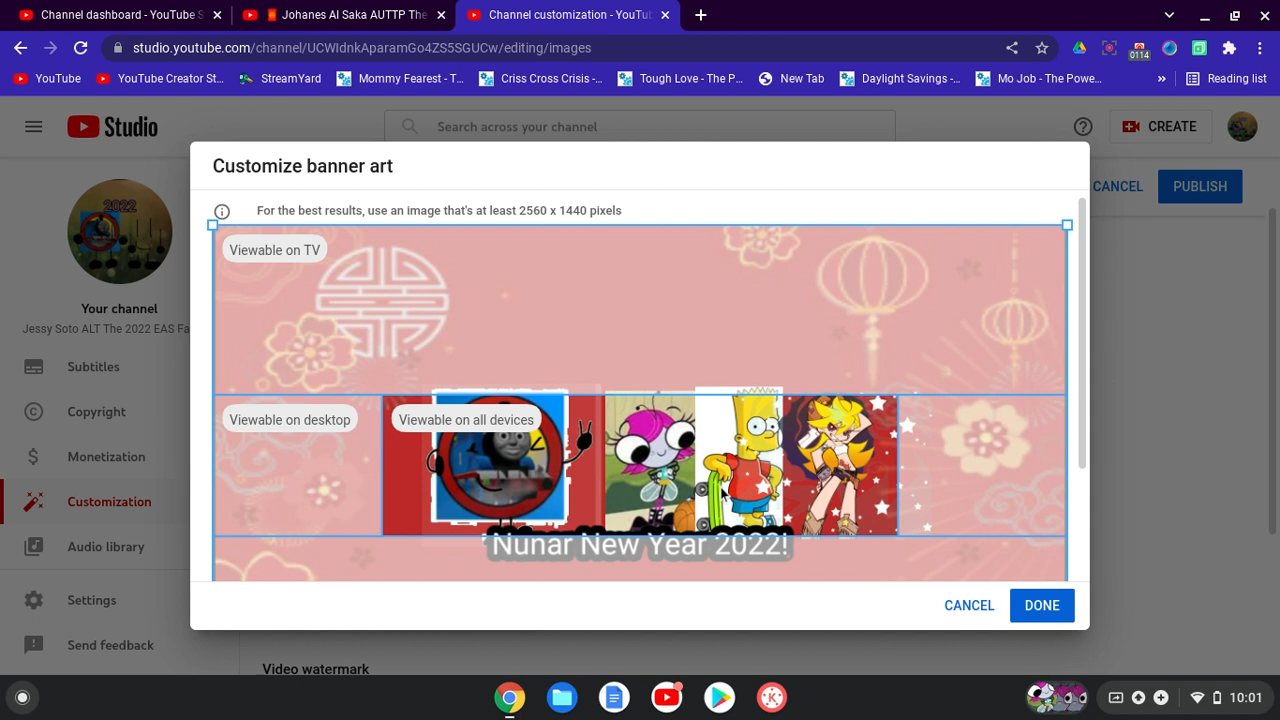 Channel dashboard - YouTube S
Johanes Al Saka AUTTP The
Channel customization - YouTu
studio.youtube.com/channel/UCWIdnkAparamGo4ZS5SGUCw/editing/images
0114
YouTube
YouTube Creator St...
StreamYard
Mommy Fearest - T...
Criss Cross Crisis -...
Tough Love - The P...
New Tab
Daylight Savings -...
Mo Job - The Powe...
»
Reading list
Studio
Search across your channel
CREATE
CANCEL
PUBLISH
2022
Your channel
Jessy Soto ALT The 2022 EAS Fa
Subtitles
Copyright
Monetization
Customization
Audio library
Settings
Send feedback
Customize banner art
For the best results, use an image that's at least 2560 x 1440 pixels
Viewable on TV
Viewable on desktop
Viewable on all devices
Nunar New Year 2022!
CANCEL
DONE
Video watermark
10:01